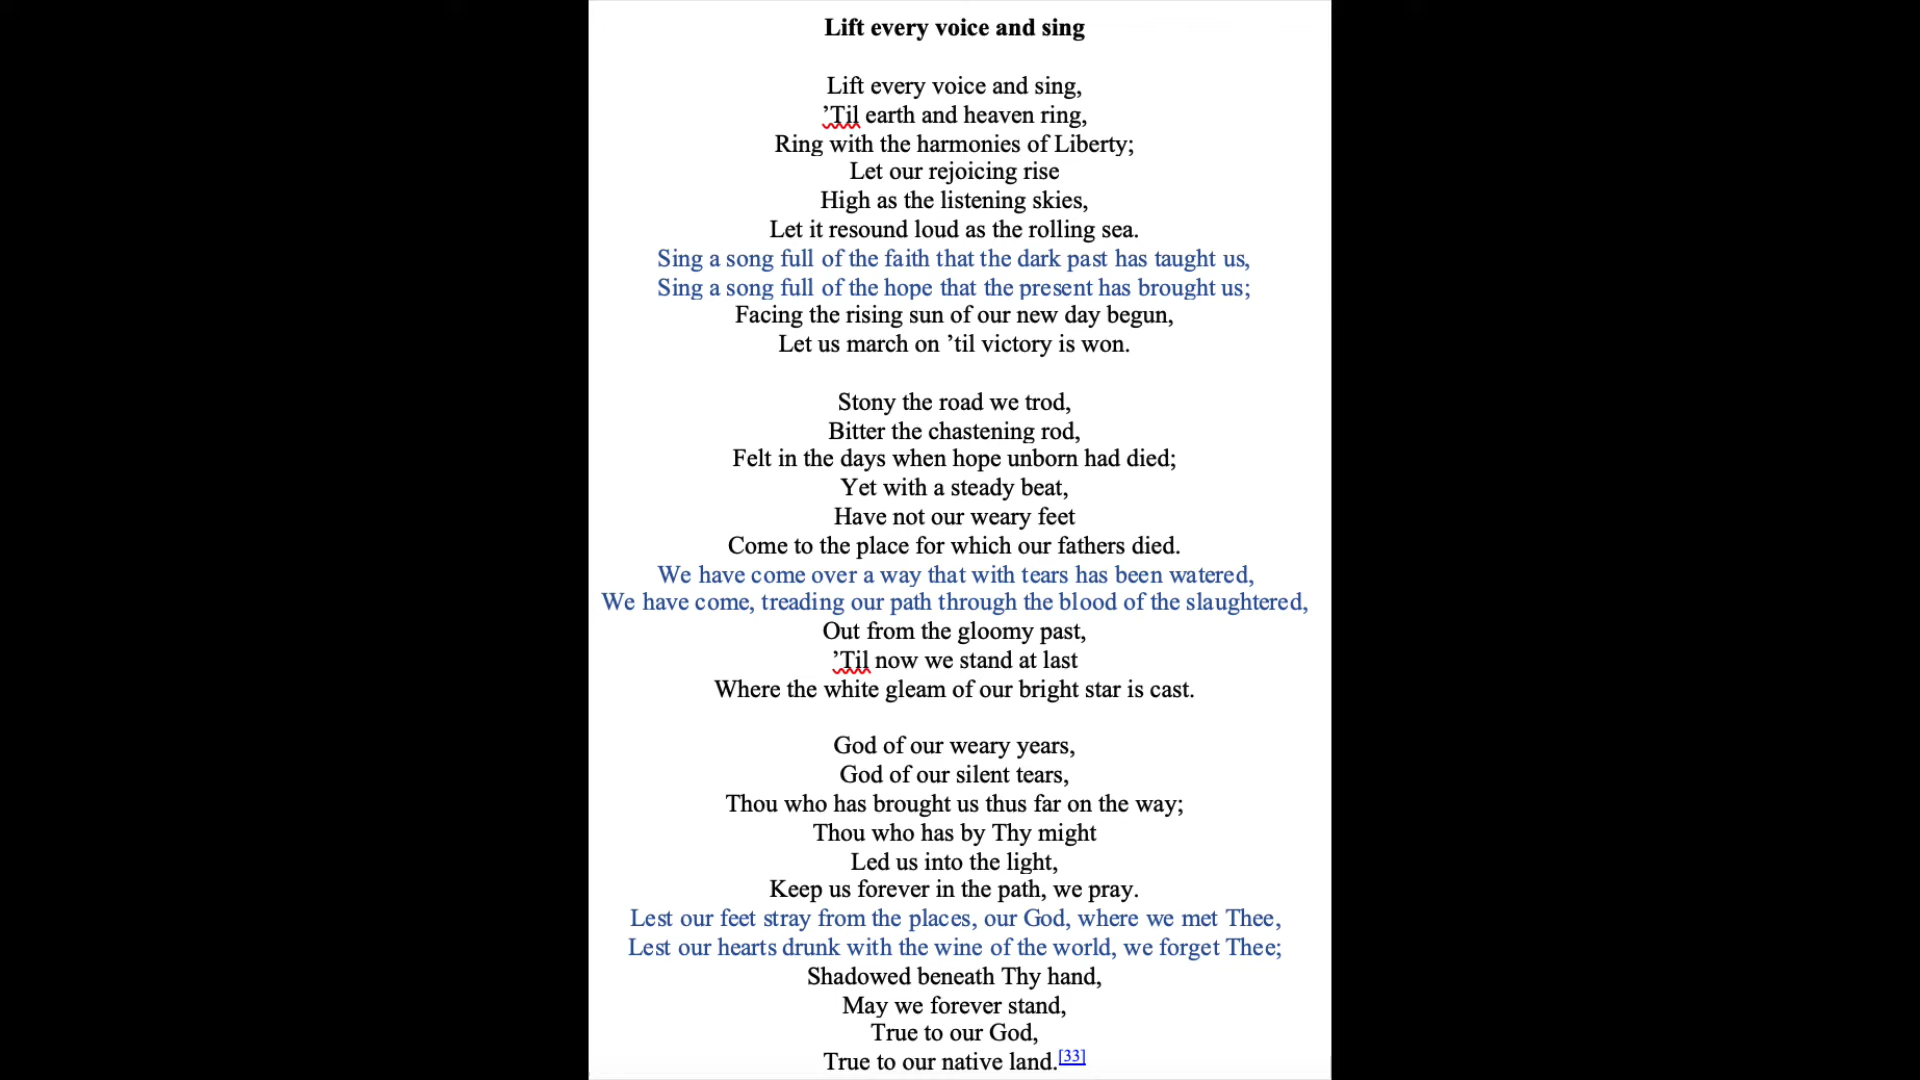 Lift every voice and sing
Lift every voice and sing,
’Til earth and heaven ring,
Ring with the harmonies of Liberty;
Let our rejoicing rise
High as the listening skies,
Let it resound loud as the rolling sea.
Sing a song full of the faith that the dark past has taught us,
Sing a song full of the hope that the present has brought us;
Facing the rising sun of our new day begun,
Let us march on ’til victory is won.
Stony the road we trod,
Bitter the chastening rod,
Felt in the days when hope unborn had died;
Yet with a steady beat,
Have not our weary feet
Come to the place for which our fathers died.
We have come over a way that with tears has been watered,
We have come, treading our path through the blood of the slaughtered,
Out from the gloomy past,
’Til now we stand at last
Where the white gleam of our bright star is cast.
God of our weary years,
God of our silent tears,
Thou who has brought us thus far on the way;
Thou who has by Thy might
Led us into the light,
Keep us forever in the path, we pray.
Lest our feet stray from the places, our God, where we met Thee,
Lest our hearts drunk with the wine of the world, we forget Thee;
Shadowed beneath Thy hand,
May we forever stand,
True to our God,
True to our native land.[33]